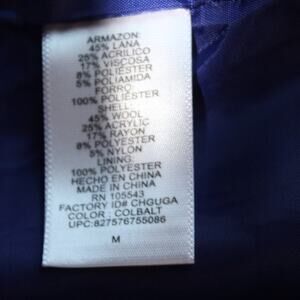 ARMAZON:
45% LANA
25% ACRILICO
17% VISCOSA
8% POLIESTER
5% POLIAMIDA
FORRO:
100% POLIESTER
SHELL:
45% WOOL
25% ACRYLIC
17% RAYON
8% POLYESTER
5% NYLON
LINING:
100% POLYESTER
HECHO EN CHINA
MADE IN CHINA
RN 105543
FACTORY ID# CHGUGA
COLOR : COLBALT
UPC:827576755086
M